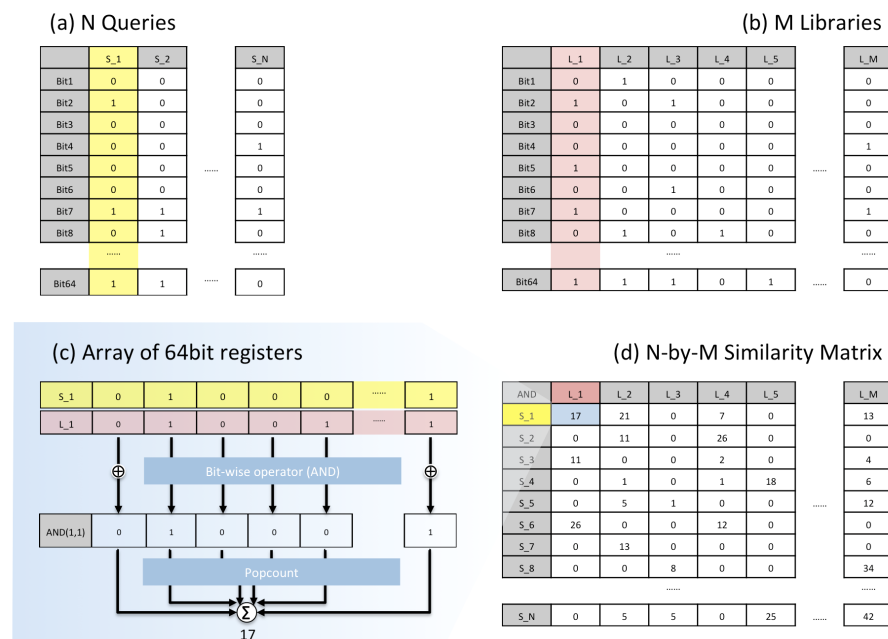 (a) N Queries
S_1 S_2 S_N
Bit1 0 0 0
Bit2 1 0 0
Bit3 0 0 0
Bit4 0 0 1
Bit5 0 0 ...... 0
Bit6 0 0 0
Bit7 1 1 1
Bit8 0 1 0
...... ......
Bit64 1 1 ...... 0
(b) M Libraries
L_1 L_2 L_3 L_4 L_5 L_M
Bit1 0 1 0 0 0 0
Bit2 1 0 1 0 0 0
Bit3 0 0 0 0 0 0
Bit4 0 0 0 0 0 1
Bit5 1 0 0 0 0 ...... 0
Bit6 0 0 1 0 0 0
Bit7 1 0 0 0 0 1
Bit8 0 1 0 1 0 0
...... ......
Bit64 1 1 1 0 1 ...... 0
(c) Array of 64bit registers
S_1 0 1 0 0 0 ...... 1
L_1 0 1 0 0 1 ...... 1
⊕ Bit-wise operator (AND) ⊕
AND(1,1) 0 1 0 0 0 1
Popcount
Σ
17
(d) N-by-M Similarity Matrix
AND L_1 L_2 L_3 L_4 L_5 L_M
S_1 17 21 0 7 0 13
S_2 0 11 0 26 0 0
S_3 11 0 0 2 0 4
S_4 0 1 0 1 18 6
S_5 0 5 1 0 0 ...... 12
S_6 26 0 0 12 0 0
S_7 0 13 0 0 0 0
S_8 0 0 8 0 0 34
...... ......
S_N 0 5 5 0 25 ...... 42